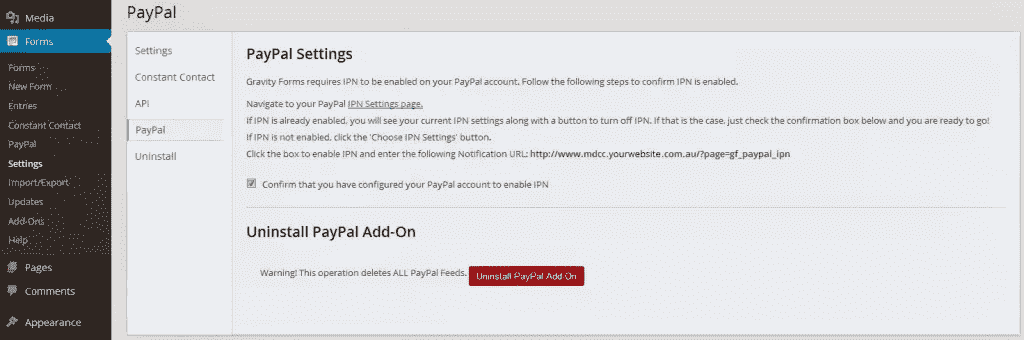 Media
Forms
Forms
New Form
Entries
Constant Contact
PayPal
Settings
Import/Export
Updates
Add-Ons
Help
Pages
Comments
Appearance
PayPal
Settings
Constant Contact
API
PayPal
Uninstall
PayPal Settings
Gravity Forms requires IPN to be enabled on your PayPal account. Follow the following steps to confirm IPN is enabled.
Navigate to your PayPal IPN Settings page.
If IPN is already enabled, you will see your current IPN settings along with a button to turn off IPN. If that is the case, just check the confirmation box below and you are ready to go!
If IPN is not enabled, click the 'Choose IPN Settings' button.
Click the box to enable IPN and enter the following Notification URL: http://www.mdcc.yourwebsite.com.au/?page=gf_paypal_ipn
Confirm that you have configured your PayPal account to enable IPN
Uninstall PayPal Add-On
Warning! This operation deletes ALL PayPal Feeds. Uninstall PayPal Add-On